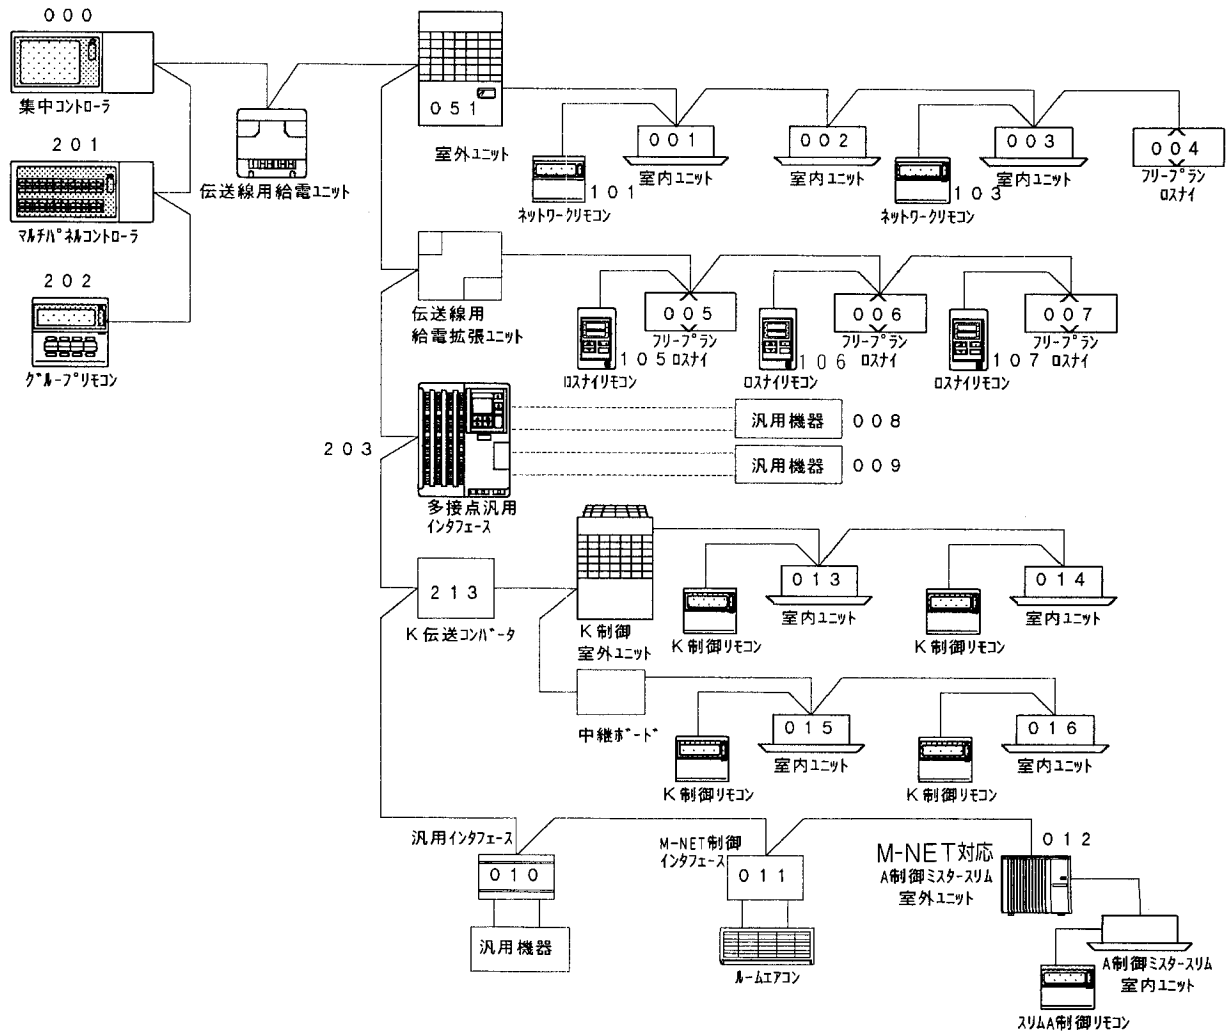 000
集中コントローラ
201
マルチパネルコントローラ
202
グループリモコン
伝送線用給電ユニット
051
室外ユニット
ネットワークリモコン
101
001
室内ユニット
002
室内ユニット
ネットワークリモコン
103
003
室内ユニット
004
フリープラン
ロスナイ
伝送線用
給電拡張ユニット
ロスナイリモコン
105
005
フリープラン
ロスナイ
ロスナイリモコン
106
006
フリープラン
ロスナイ
ロスナイリモコン
107
007
フリープラン
ロスナイ
203
多接点汎用
インタフェース
汎用機器
008
汎用機器
009
213
K伝送コンバータ
K制御
室外ユニット
K制御リモコン
013
室内ユニット
K制御リモコン
014
室内ユニット
中継ボード
K制御リモコン
015
室内ユニット
K制御リモコン
016
室内ユニット
汎用インタフェース
010
汎用機器
M-NET制御
インタフェース
011
ルームエアコン
012
M-NET対応
A制御ミスタースリム
室外ユニット
A制御ミスタースリム
室内ユニット
スリムA制御リモコン